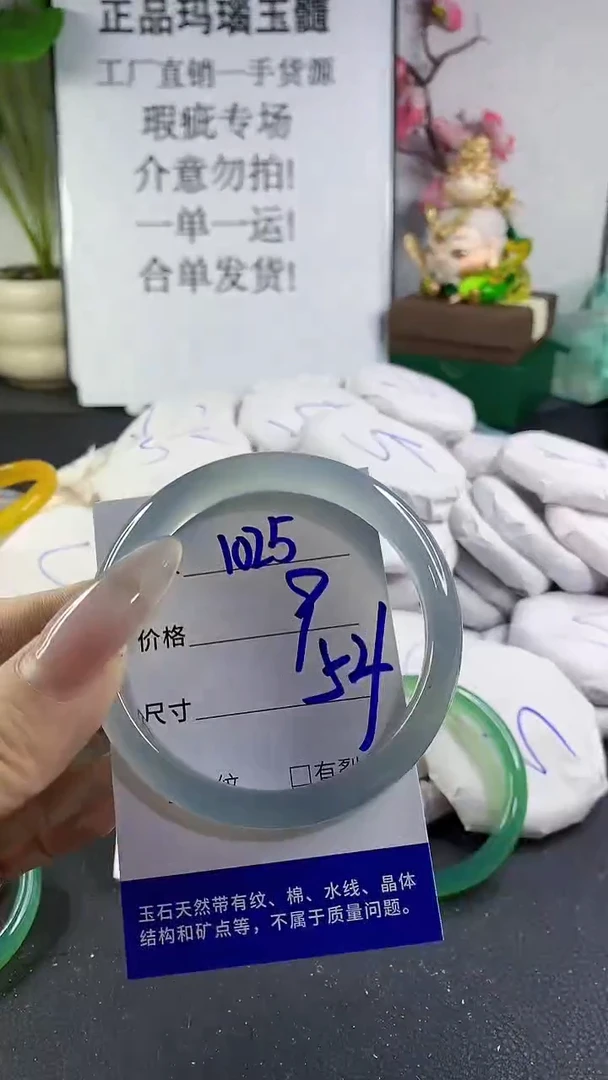 正品玛瑙玉髓
工厂直销一手货源
瑕疵专场
介意勿拍!
一单一运!
合单发货!
1025
价格 9
尺寸 54
纹 □有裂
玉石天然带有纹、棉、水线、晶体
结构和矿点等，不属于质量问题。